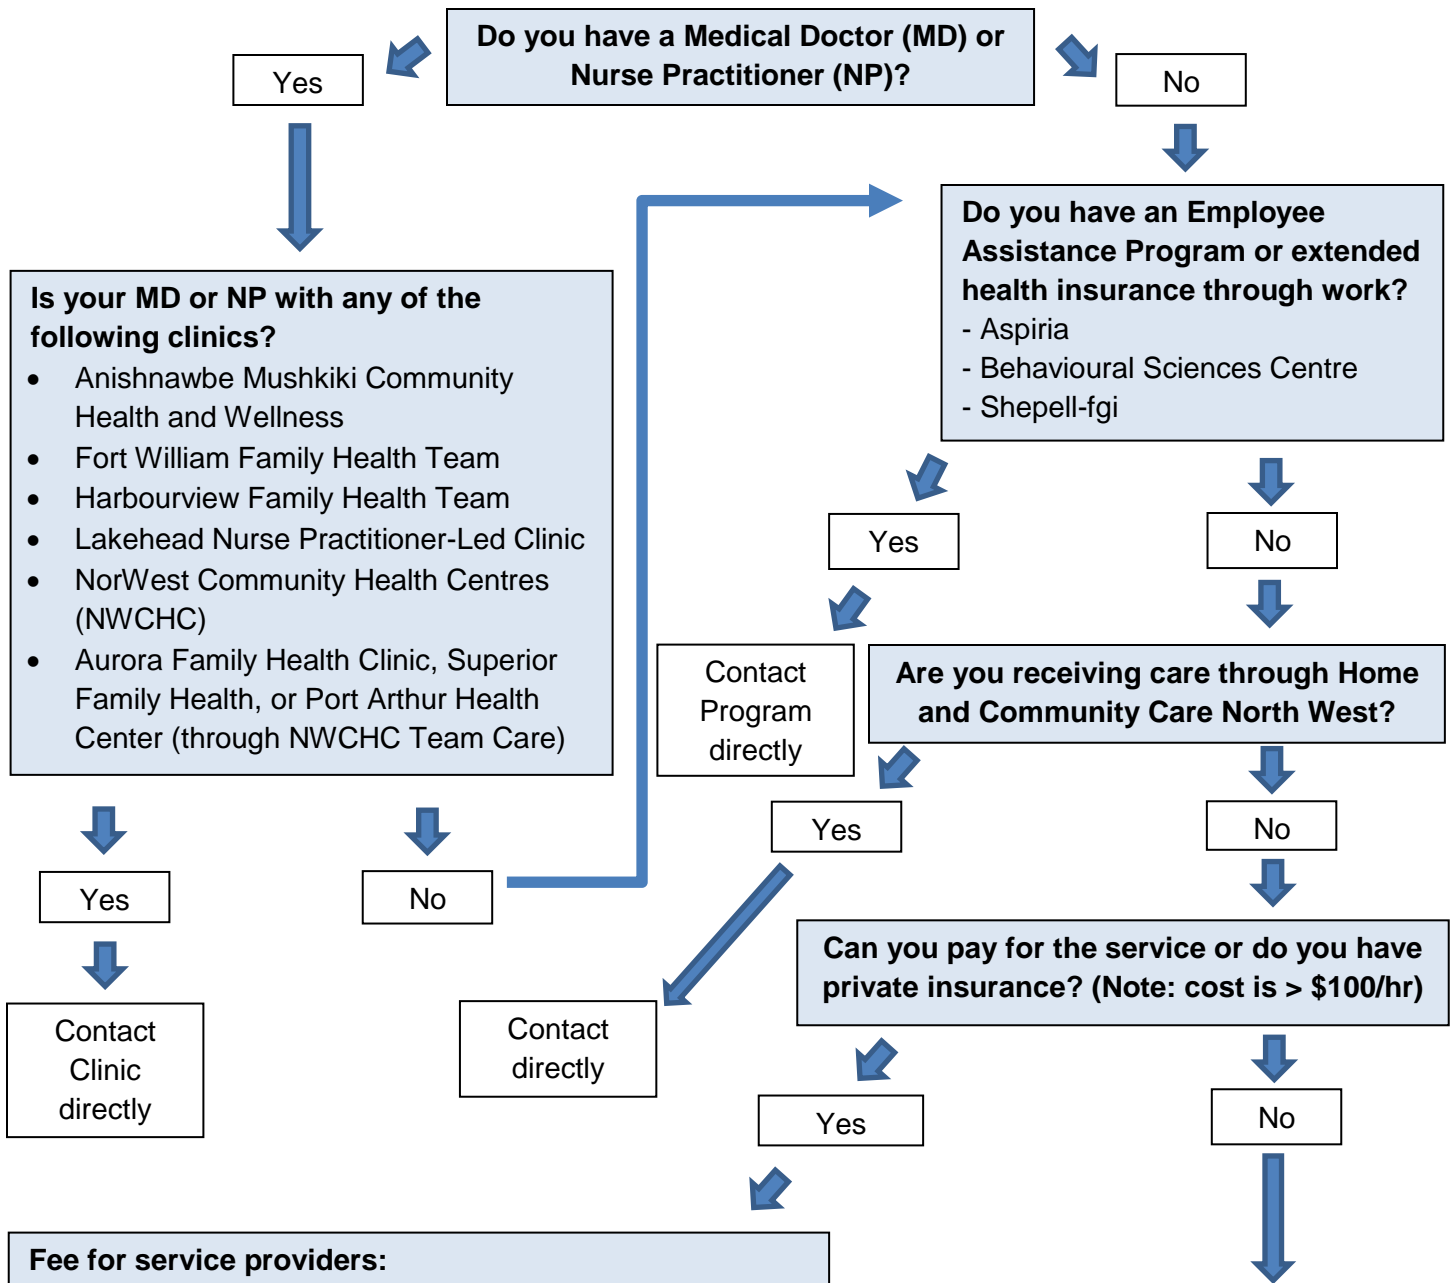 Do you have a Medical Doctor (MD) or
Nurse Practitioner (NP)?
Yes
No
Is your MD or NP with any of the
following clinics?
• Anishnawbe Mushkiki Community
Health and Wellness
• Fort William Family Health Team
• Harbourview Family Health Team
• Lakehead Nurse Practitioner-Led Clinic
• NorWest Community Health Centres
(NWCHC)
• Aurora Family Health Clinic, Superior
Family Health, or Port Arthur Health
Center (through NWCHC Team Care)
Yes
No
Contact
Clinic
directly
Do you have an Employee
Assistance Program or extended
health insurance through work?
- Aspiria
- Behavioural Sciences Centre
- Shepell-fgi
Yes
No
Contact
Program
directly
Are you receiving care through Home
and Community Care North West?
Yes
No
Contact
directly
Can you pay for the service or do you have
private insurance? (Note: cost is > $100/hr)
Yes
No
Fee for service providers: